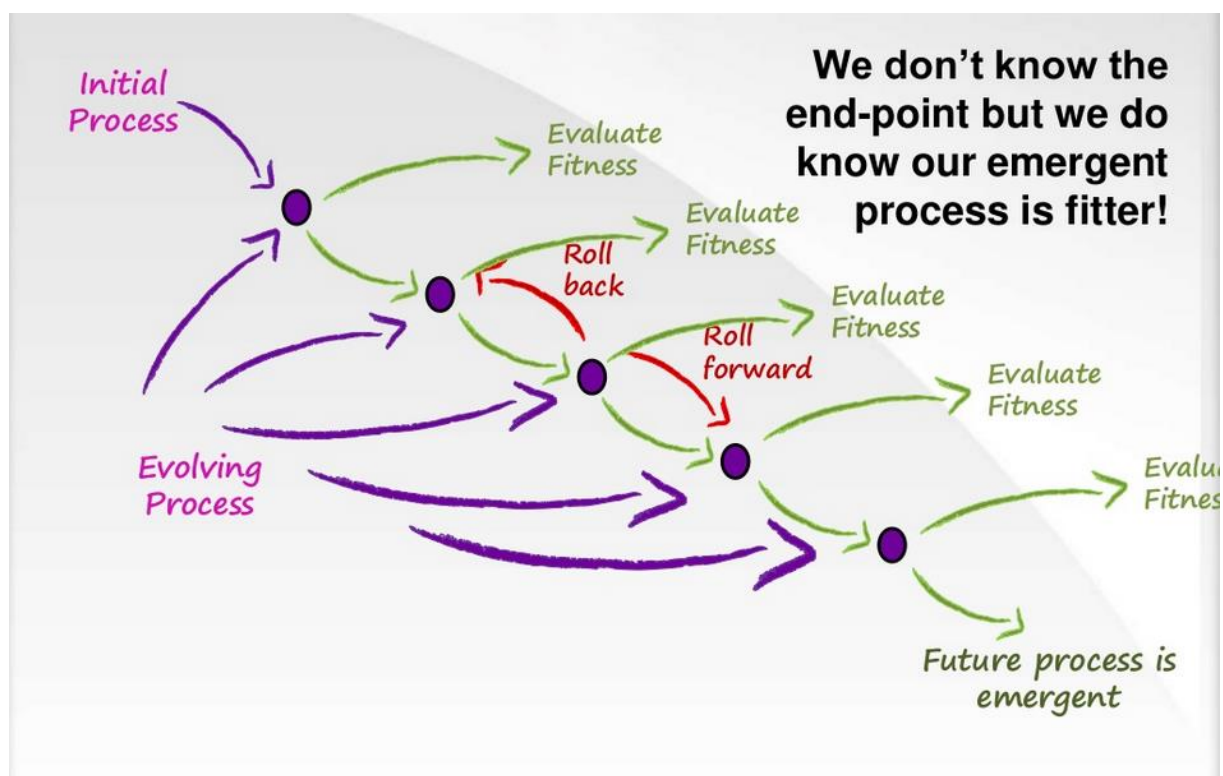 We don't know the
end-point but we do
know our emergent
process is fitter!
Initial
Process
Evaluate
Fitness
Evaluate
Fitness
Roll
back
Evaluate
Fitness
Roll
forward
Evaluate
Fitness
Evolving
Process
Future process is
emergent